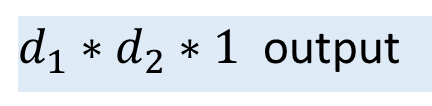 d₁ * d₂ * 1 output